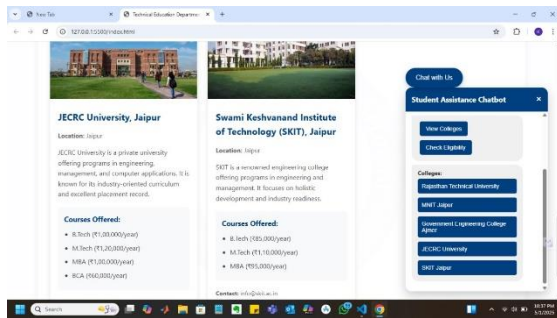 New Tab
Technical Education Departme
127.0.0.1:5500/index.html
JECRC University, Jaipur
Location: Jaipur
JECRC University is a private university
offering programs in engineering,
management, and computer applications. It is
known for its industry-oriented curriculum
and excellent placement record.
Courses Offered:
B.Tech (₹1,00,000/year)
M.Tech (₹1,20,000/year)
MBA (₹1,00,000/year)
BCA (₹60,000/year)
Swami Keshvanand Institute
of Technology (SKIT), Jaipur
Location: Jaipur
SKIT is a renowned engineering college
offering programs in engineering and
management. It focuses on holistic
development and industry readiness.
Courses Offered:
B.Tech (₹85,000/year)
M.Tech (₹1,10,000/year)
MBA (₹95,000/year)
Contact: info@skit.ac.in
Chat with Us
Student Assistance Chatbot
View Colleges
Check Eligibility
Colleges:
Rajasthan Technical University
MNIT Jaipur
Government Engineering College
Ajmer
JECRC University
SKIT Jaipur
Search
10:37 PM